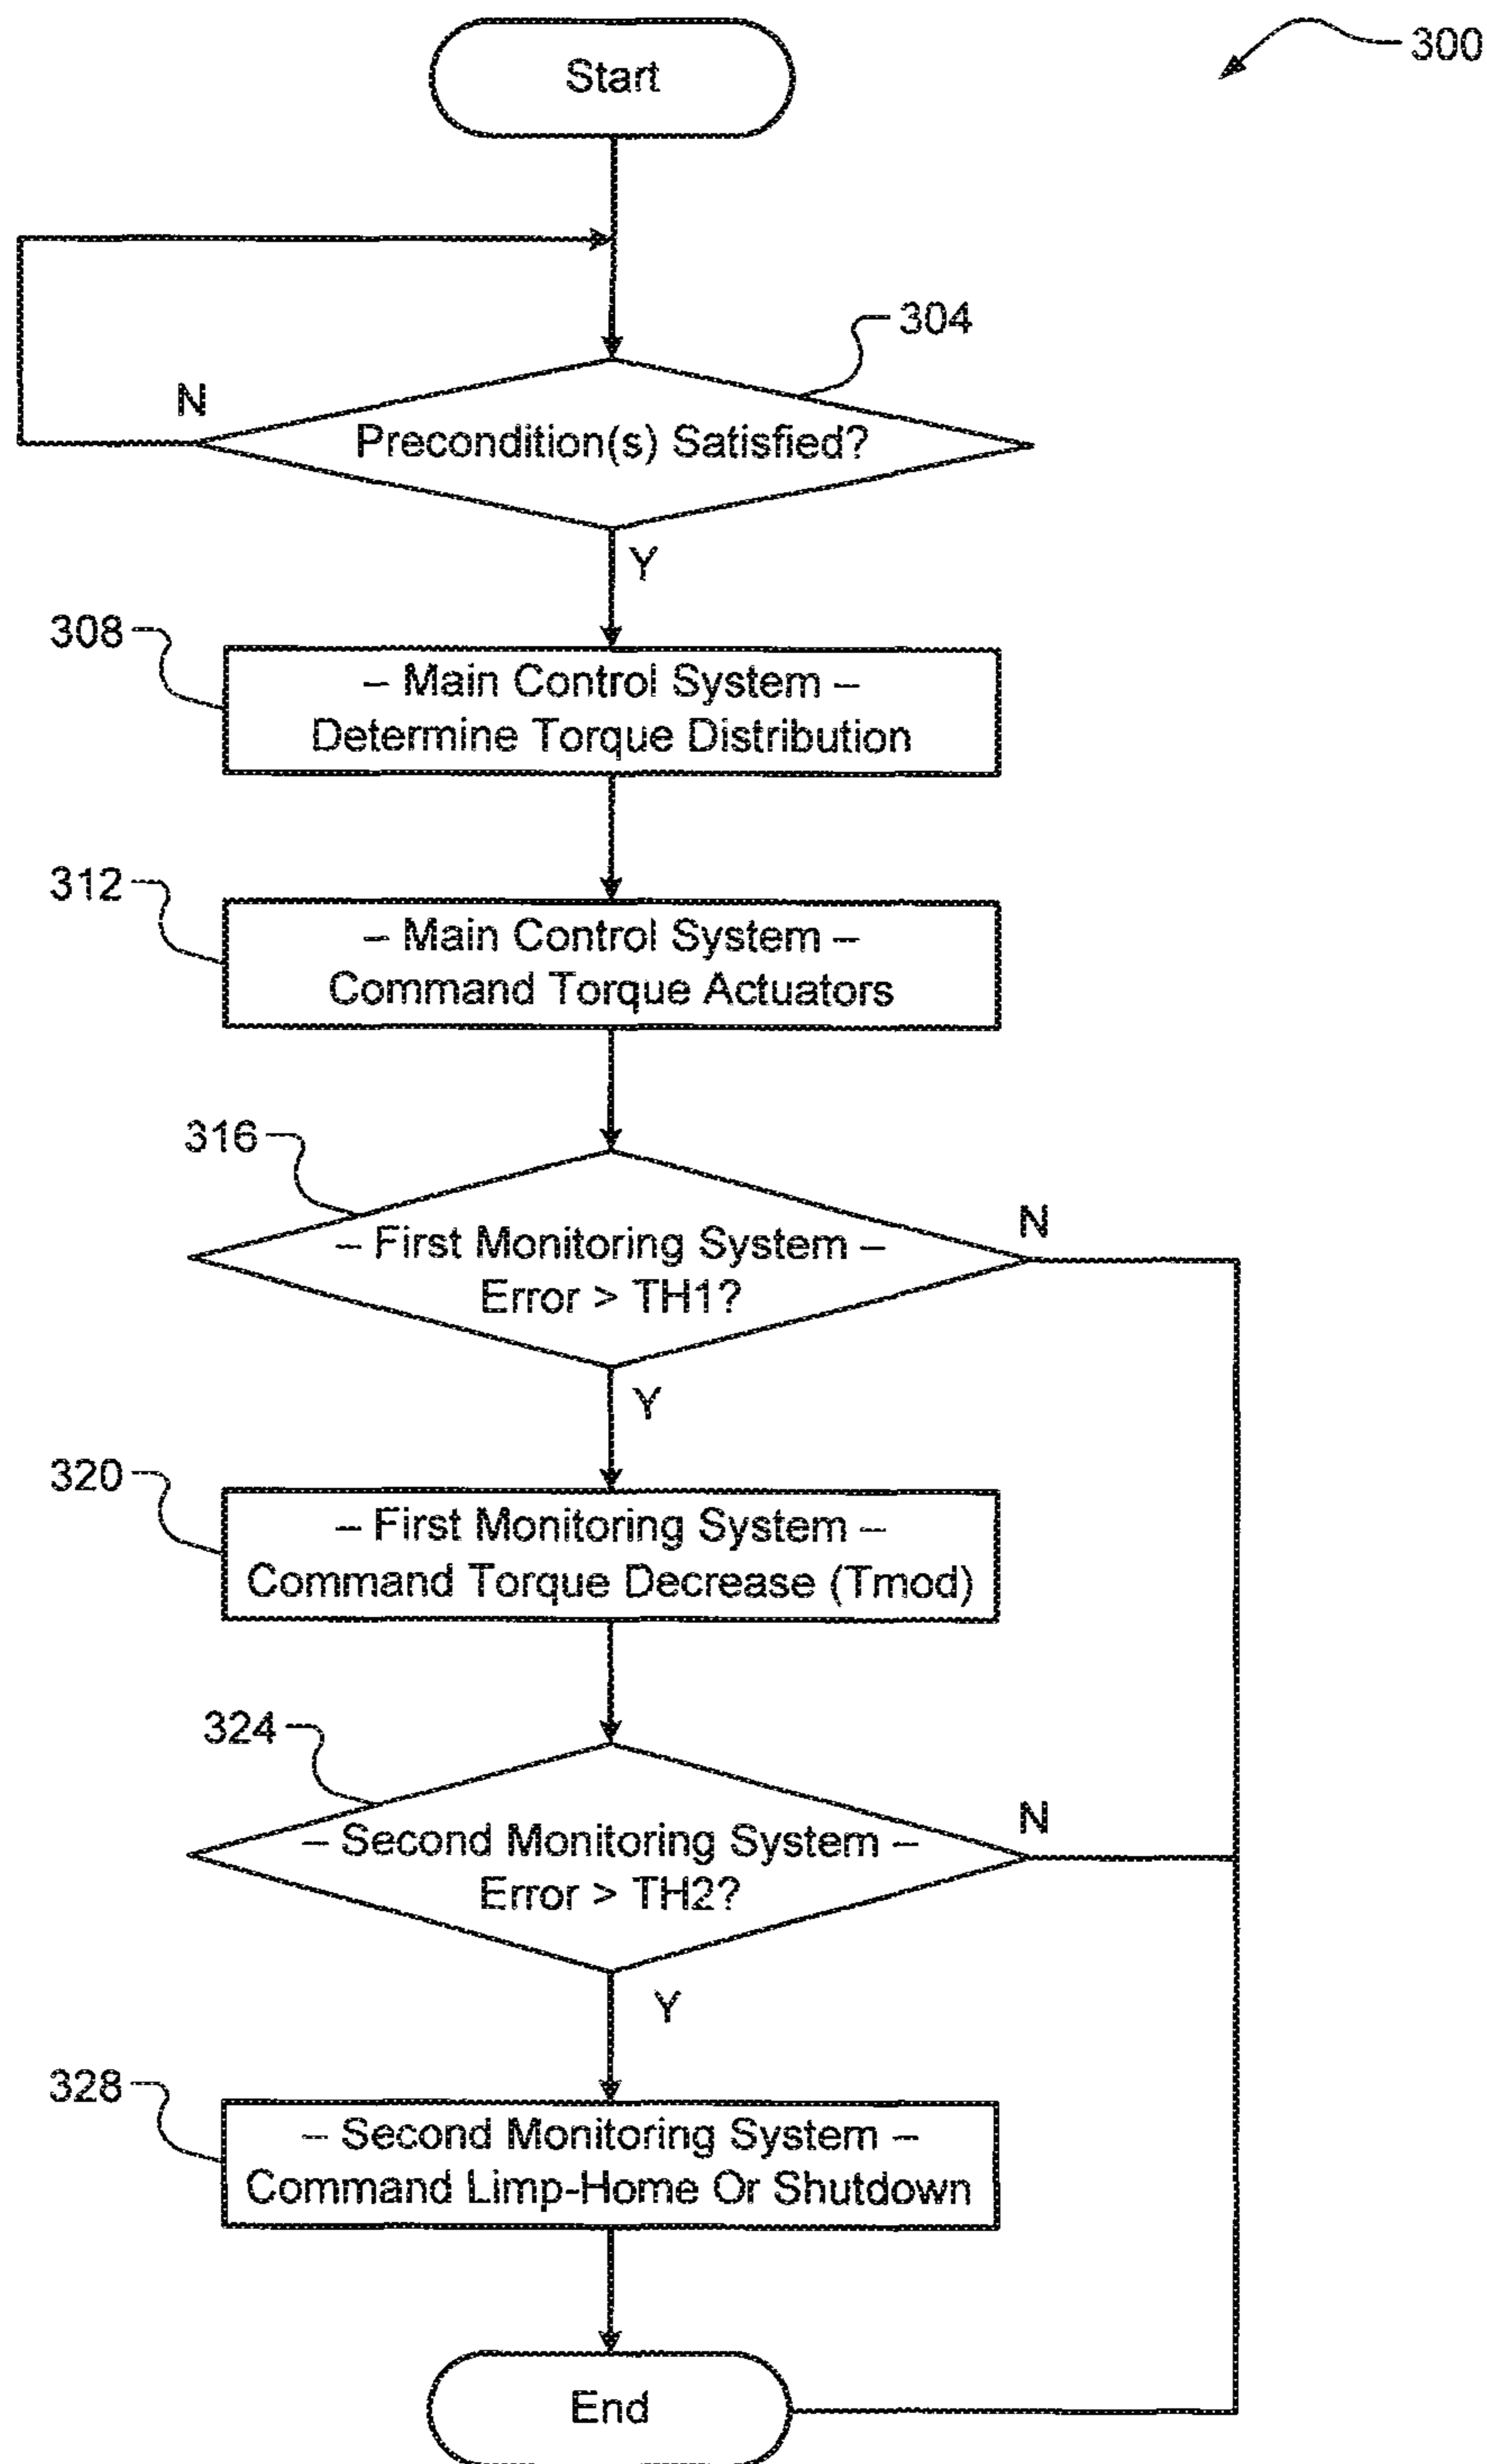 Start
300
304
N
Precondition(s) Satisfied?
Y
308
– Main Control System –
Determine Torque Distribution
312
– Main Control System –
Command Torque Actuators
316
N
– First Monitoring System –
Error > TH1?
Y
320
– First Monitoring System –
Command Torque Decrease (Tmod)
324
N
– Second Monitoring System –
Error > TH2?
Y
328
– Second Monitoring System –
Command Limp-Home Or Shutdown
End